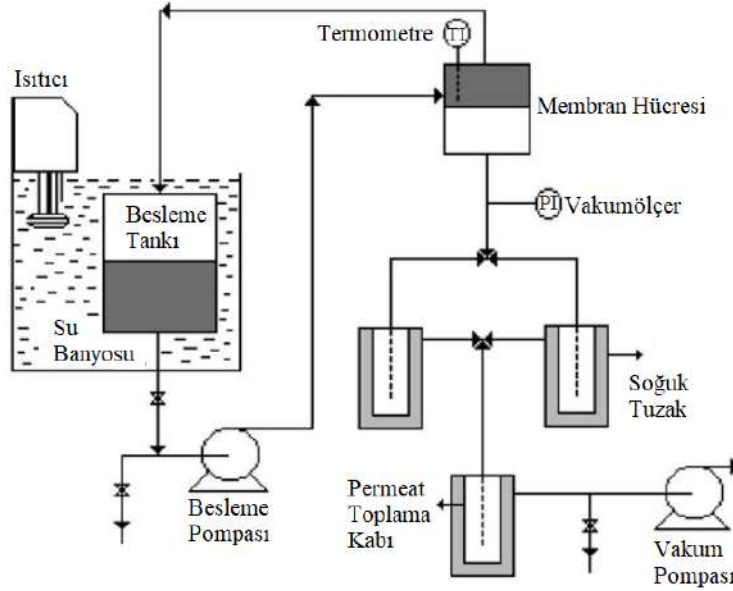 Termometre
TI
Isıtıcı
Membran Hücresi
Besleme
Tankı
PI
Vakumölçer
Su
Banyosu
Soğuk
Tuzak
Besleme
Pompası
Permeat
Toplama
Kabı
Vakum
Pompası